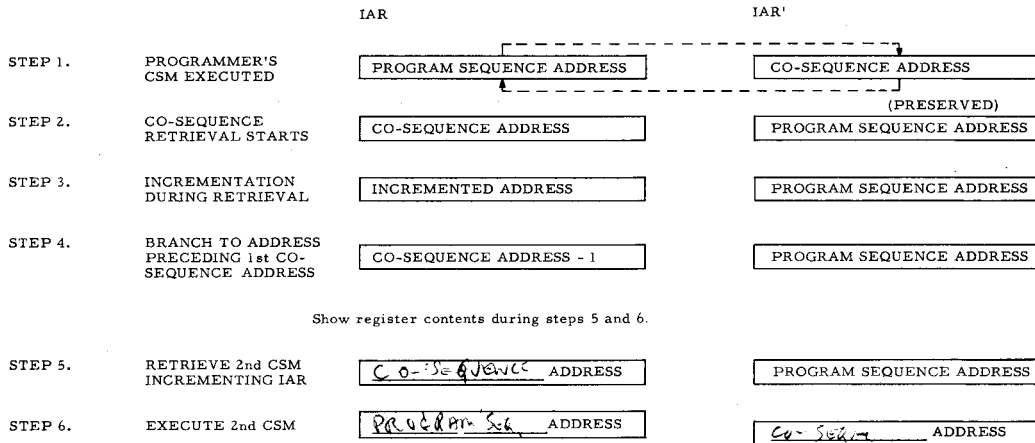 IAR IAR'
STEP 1. PROGRAMMER'S CSM EXECUTED PROGRAM SEQUENCE ADDRESS CO-SEQUENCE ADDRESS
(PRESERVED)
STEP 2. CO-SEQUENCE RETRIEVAL STARTS CO-SEQUENCE ADDRESS PROGRAM SEQUENCE ADDRESS
STEP 3. INCREMENTATION DURING RETRIEVAL INCREMENTED ADDRESS PROGRAM SEQUENCE ADDRESS
STEP 4. BRANCH TO ADDRESS PRECEDING 1st CO-SEQUENCE ADDRESS CO-SEQUENCE ADDRESS - 1 PROGRAM SEQUENCE ADDRESS
Show register contents during steps 5 and 6.
STEP 5. RETRIEVE 2nd CSM INCREMENTING IAR CO-SEQUENCE ADDRESS PROGRAM SEQUENCE ADDRESS
STEP 6. EXECUTE 2nd CSM PROGRAM SEQ ADDRESS CO- ADDRESS